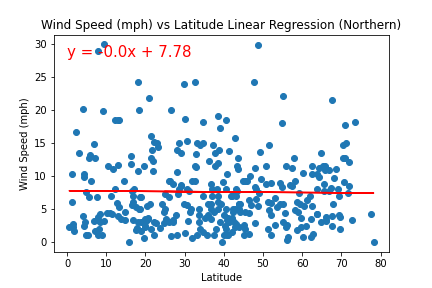 Wind Speed (mph) vs Latitude Linear Regression (Northern)
y = -0.0x + 7.78
Wind Speed (mph)
30
25
20
15
10
5
0
0 10 20 30 40 50 60 70 80
Latitude